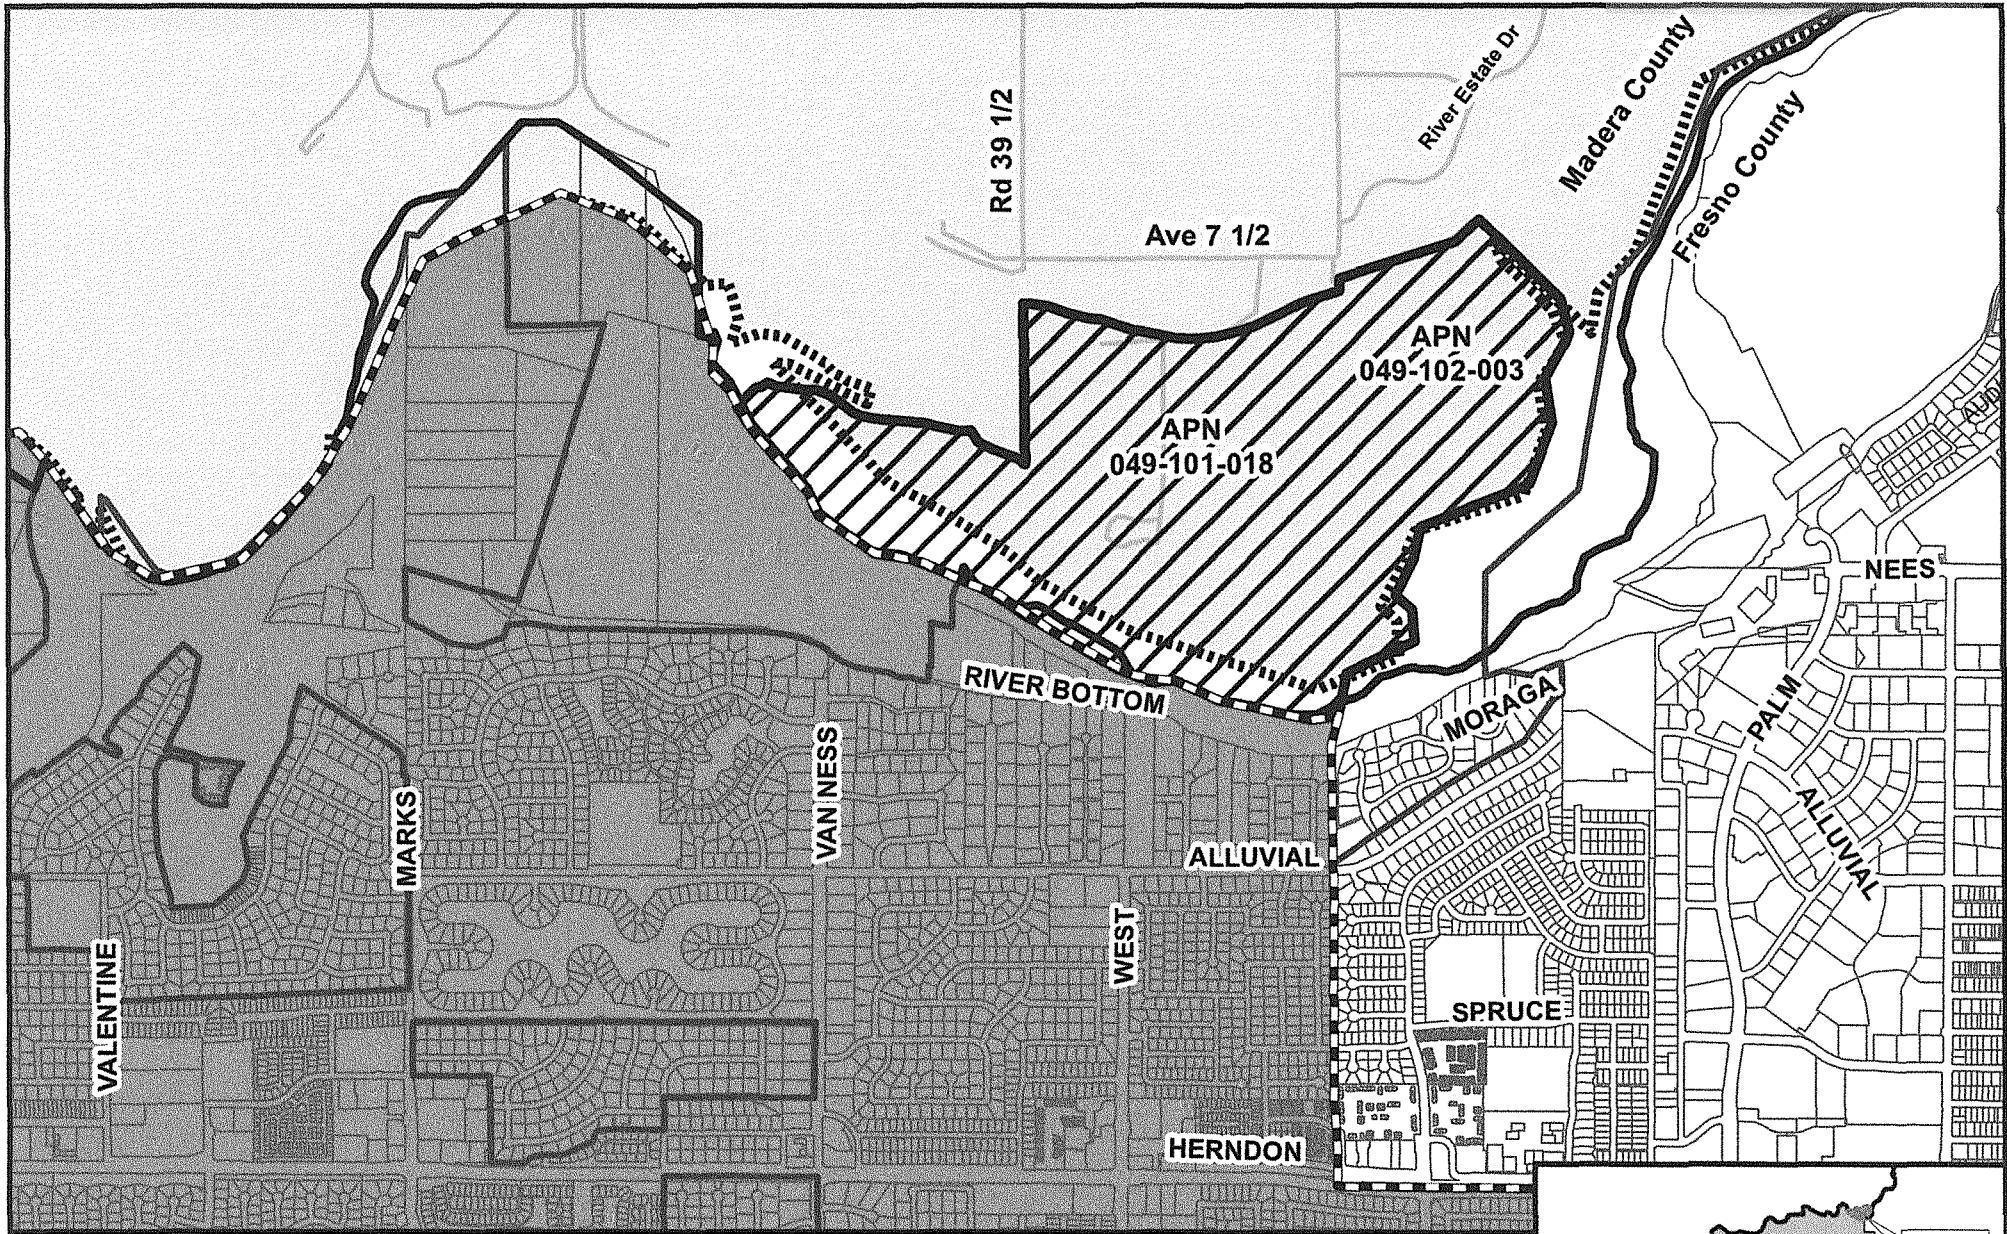 Rd 39 1/2
River Estate Dr
Madera County
Fresno County
Ave 7 1/2
APN
049-102-003
APN
049-101-018
NEES
RIVER BOTTOM
MORAGA
PALM
VAN NESS
MARKS
ALLUVIAL
ALLUVIAL
WEST
VALENTINE
SPRUCE
HERNDON